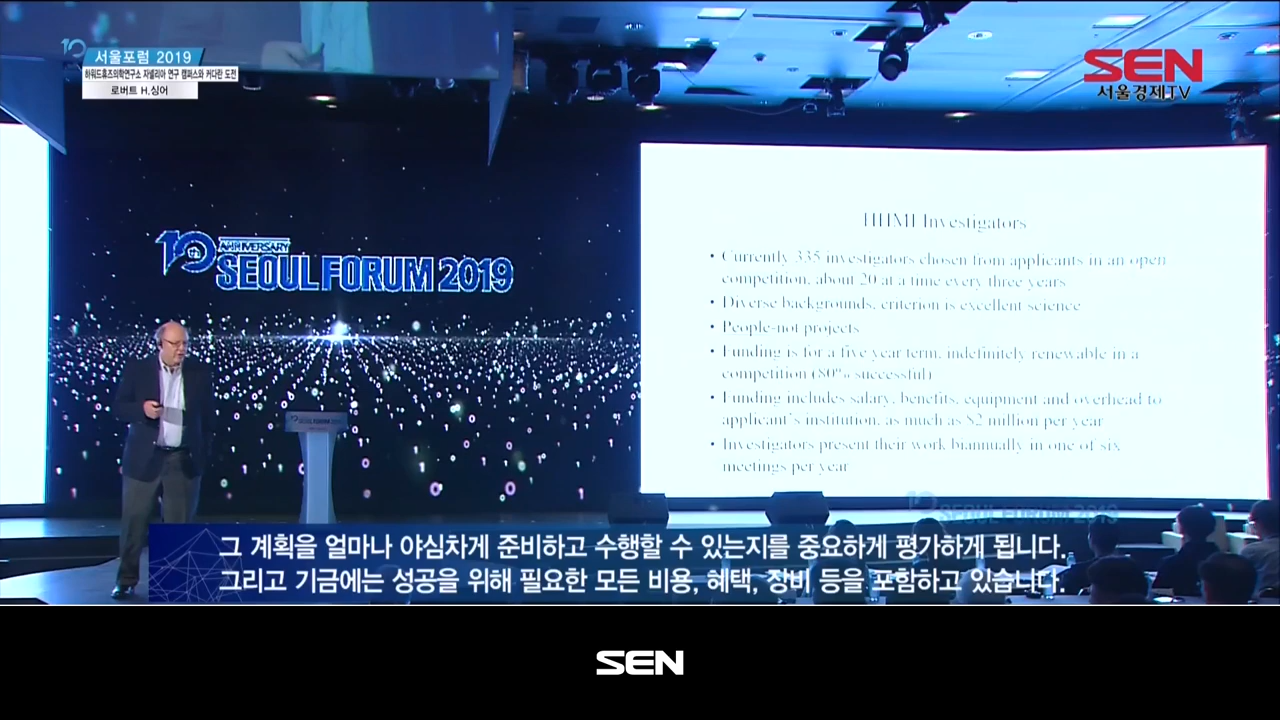 10 서울포럼 2019
하워드휴즈의학연구소 자넬리아 연구 캠퍼스와 커다란 도전
로버트 H.싱어
SEN
서울경제TV
10th ANNIVERSARY
SEOUL FORUM 2019
HHMI Investigators
• Currently 335 investigators chosen from applicants in an open
competition, about 20 at a time every three years
• Diverse backgrounds, criterion is excellent science
• People-not projects
• Funding is for a five year term, indefinitely renewable in a
competition (80% successful)
• Funding includes salary, benefits, equipment and overhead to
applicant's institution, as much as $2 million per year
• Investigators present their work biannually in one of six
meetings per year
SEOUL FORUM 2019
10 SEOUL FORUM 2019
그 계획을 얼마나 야심차게 준비하고 수행할 수 있는지를 중요하게 평가하게 됩니다.
그리고 기금에는 성공을 위해 필요한 모든 비용, 혜택, 장비 등을 포함하고 있습니다.
SEN